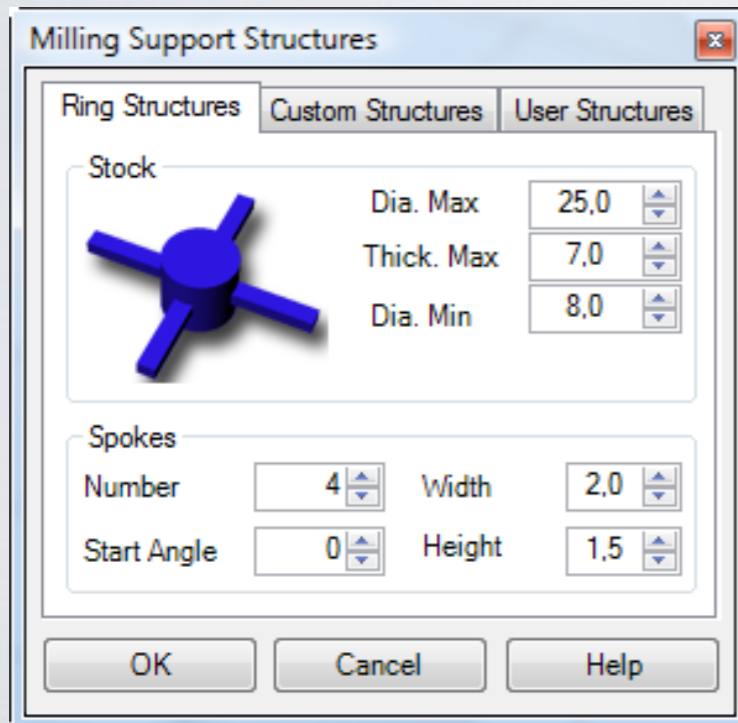 Milling Support Structures
Ring Structures Custom Structures User Structures
Stock
Dia. Max 25,0
Thick. Max 7,0
Dia. Min 8,0
Spokes
Number 4 Width 2,0
Start Angle 0 Height 1,5
OK Cancel Help